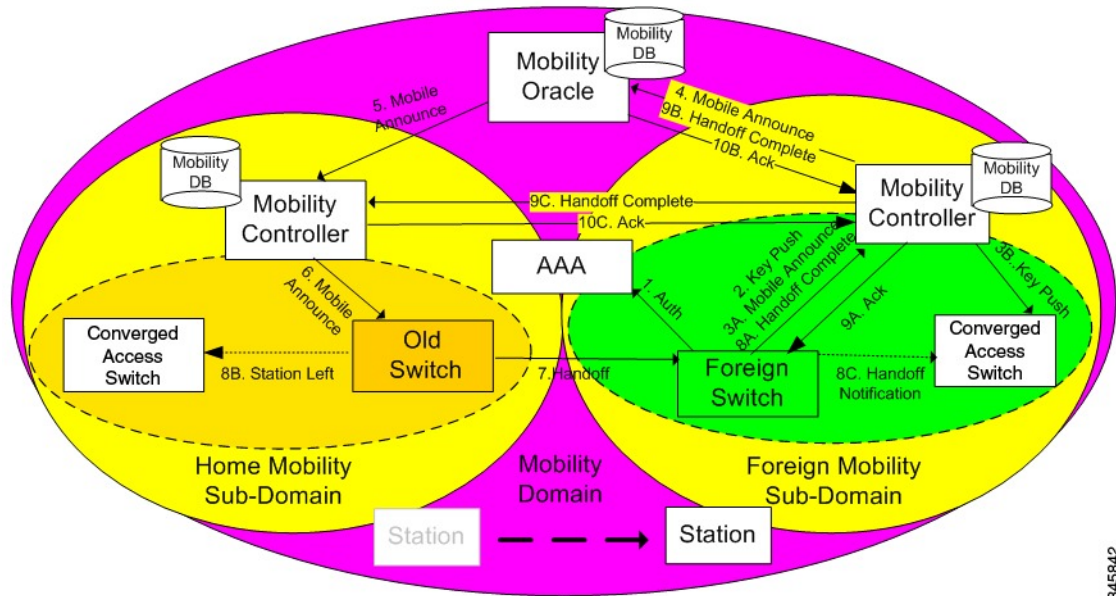 Mobility
DB
Mobility
Oracle
5. Mobile
Announce
4. Mobile Announce
9B. Handoff Complete
10B. Ack
Mobility
DB
Mobility
Controller
9C. Handoff Complete
10C. Ack
Mobility
Controller
Mobility
DB
AAA
6. Mobile
Announce
1. Auth
2. Key Push
3A. Mobile Announce
8A. Handoff Complete
9A. Ack
3B..Key Push
Converged
Access
Switch
8B. Station Left
Old
Switch
7.Handoff
Foreign
Switch
8C. Handoff
Notification
Converged
Access
Switch
Home Mobility
Sub-Domain
Mobility
Domain
Foreign Mobility
Sub-Domain
Station
Station
345842